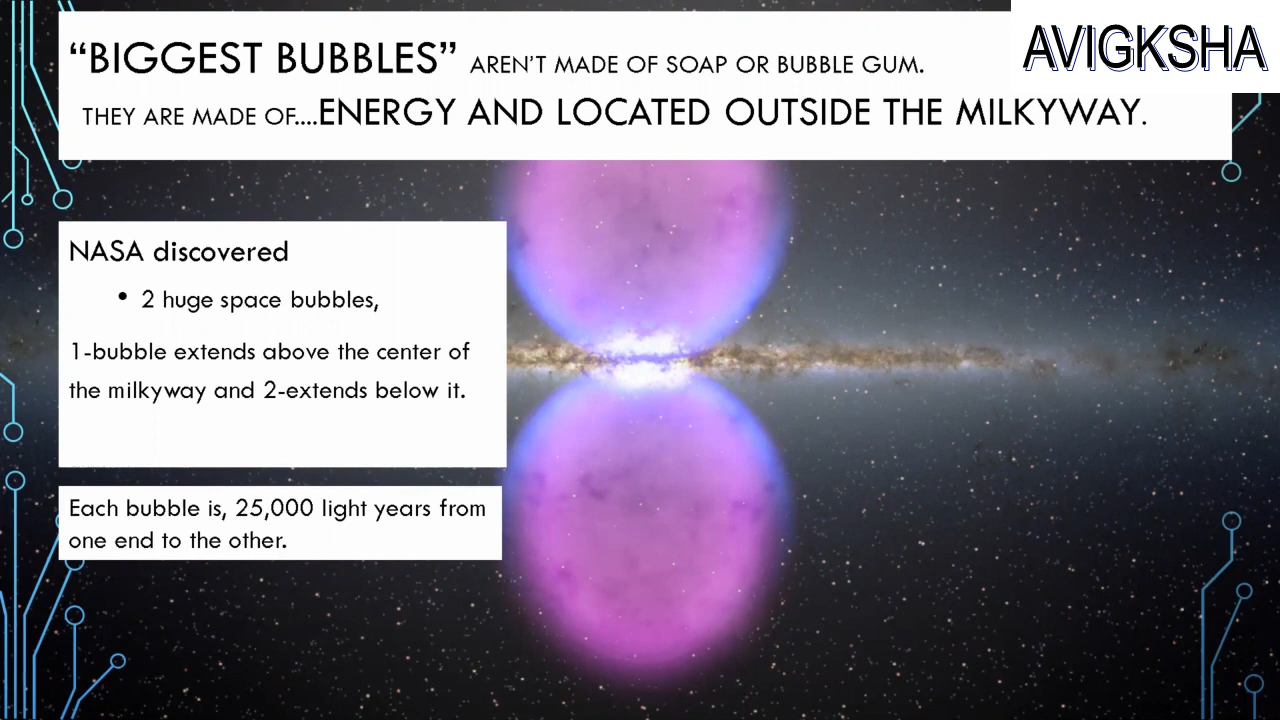 “BIGGEST BUBBLES” AREN’T MADE OF SOAP OR BUBBLE GUM.
AVIGKSHA
THEY ARE MADE OF....ENERGY AND LOCATED OUTSIDE THE MILKYWAY.
NASA discovered
• 2 huge space bubbles,
1-bubble extends above the center of
the milkyway and 2-extends below it.
Each bubble is, 25,000 light years from
one end to the other.